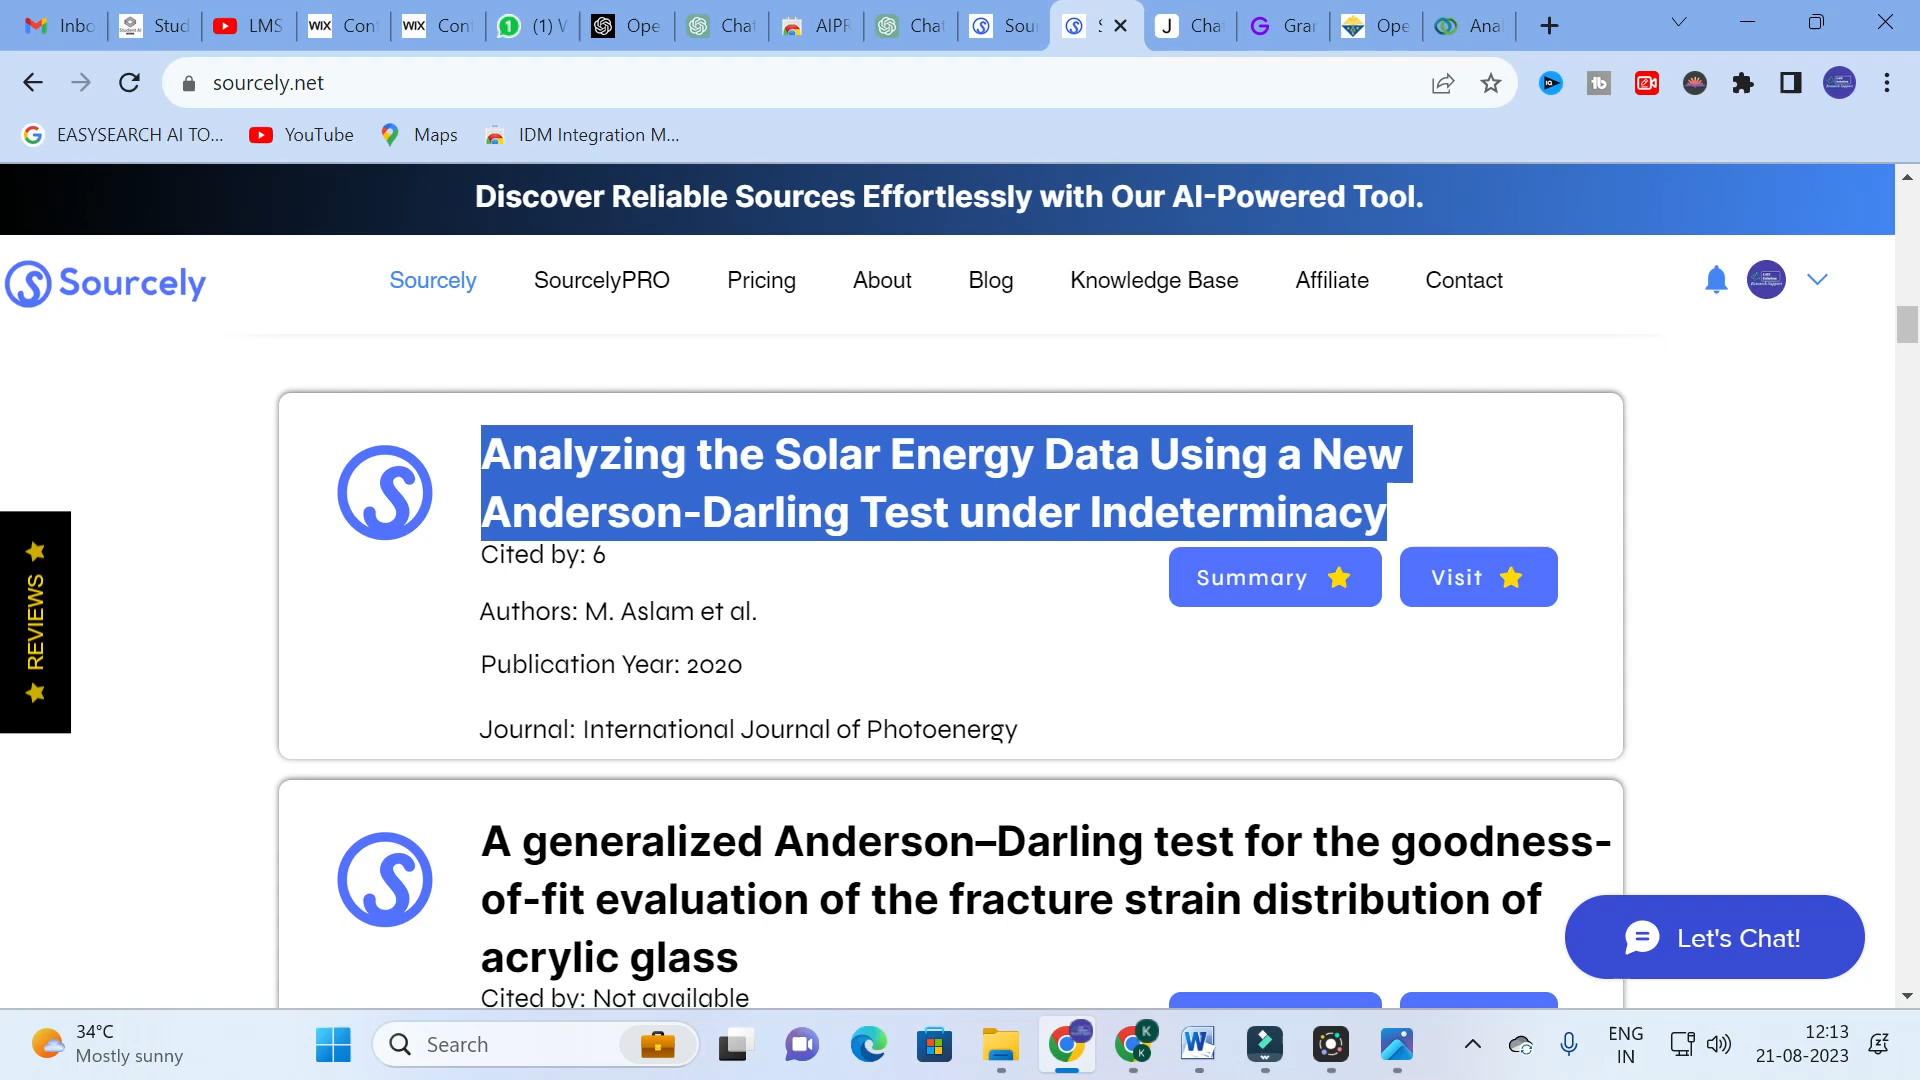 Inbo
Stud
LMS
WIX Con
WIX Con
(1) W
Ope
Chat
AIPR
Chat
Sour
Chat
Gran
Ope
Anal
sourcely.net
EASYSEARCH AI TO...
YouTube
Maps
IDM Integration M...
Discover Reliable Sources Effortlessly with Our AI-Powered Tool.
Sourcely
Sourcely
SourcelyPRO
Pricing
About
Blog
Knowledge Base
Affiliate
Contact
REVIEWS
Analyzing the Solar Energy Data Using a New
Anderson-Darling Test under Indeterminacy
Cited by: 6
Summary
Visit
Authors: M. Aslam et al.
Publication Year: 2020
Journal: International Journal of Photoenergy
A generalized Anderson–Darling test for the goodness-
of-fit evaluation of the fracture strain distribution of
acrylic glass
Cited by: Not available
Let's Chat!
34°C
Mostly sunny
Search
ENG
IN
12:13
21-08-2023